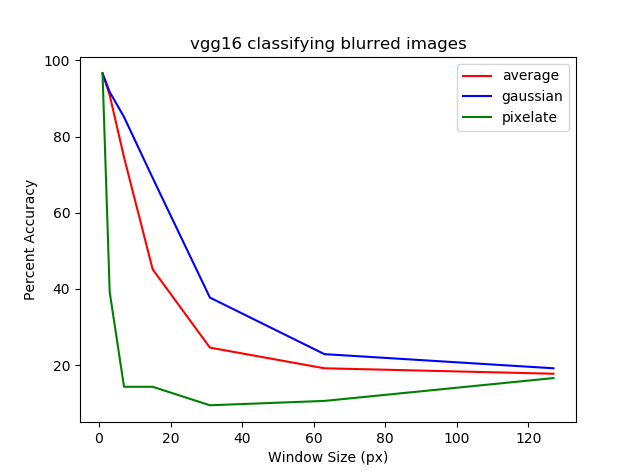 vgg16 classifying blurred images
100
80
60
40
20
Percent Accuracy
average
gaussian
pixelate
0 20 40 60 80 100 120
Window Size (px)